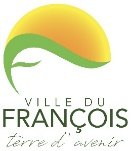 VILLE DU
FRANÇOIS
terre d'avenir